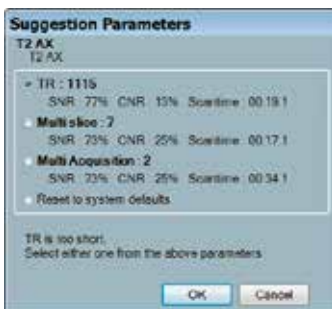 Suggestion Parameters
T2 AX
T2 AX
TR : 1115
SNR 77% CNR 13% Scantime 00:19.1
Multi slice : 7
SNR 73% CNR 25% Scantime 00:17.1
Multi Acquisition : 2
SNR 73% CNR 25% Scantime 00:34.1
Reset to system defaults
TR is too short.
Select either one from the above parameters
OK Cancel